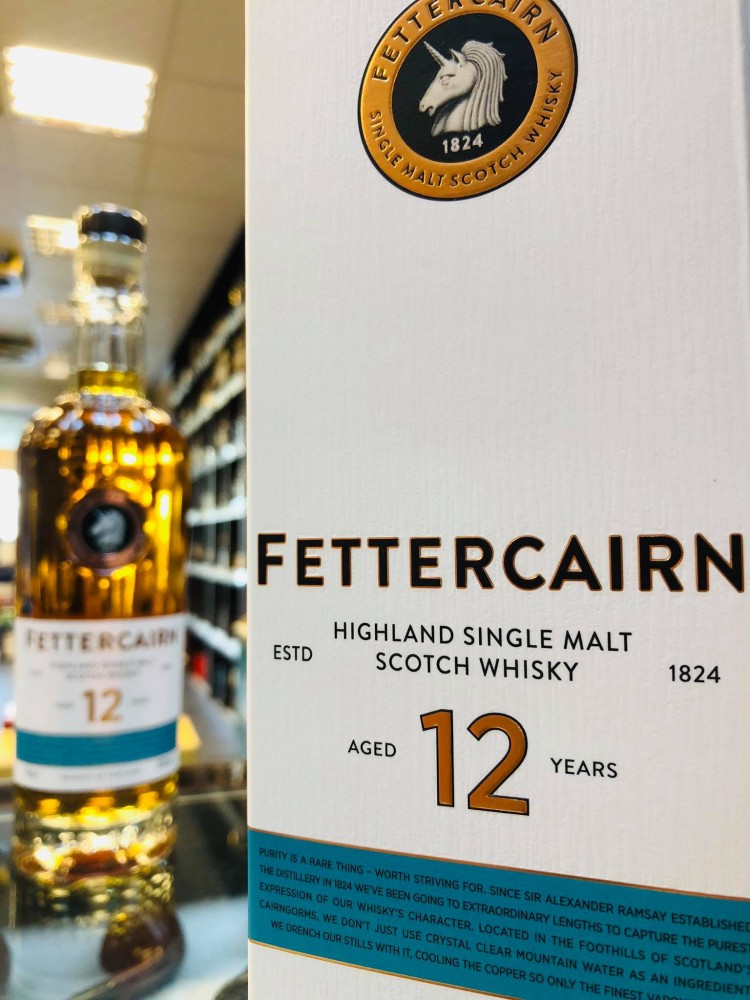 FETTERCAIRN
1824
SINGLE MALT SCOTCH WHISKY
FETTERCAIRN
HIGHLAND SINGLE MALT
SCOTCH WHISKY
ESTD
1824
AGED 12 YEARS
PURITY IS A RARE THING – WORTH STRIVING FOR. SINCE SIR ALEXANDER RAMSAY ESTABLISHED
THE DISTILLERY IN 1824 WE'VE BEEN GOING TO EXTRAORDINARY LENGTHS TO CAPTURE THE PUREST
EXPRESSION OF OUR WHISKY'S CHARACTER. LOCATED IN THE FOOTHILLS OF SCOTLAND'S
CAIRNGORMS, WE DON'T JUST USE CRYSTAL CLEAR MOUNTAIN WATER AS AN INGREDIENT
WE DRENCH OUR STILLS WITH IT, COOLING THE COPPER SO ONLY THE FINEST
FETTERCAIRN
12